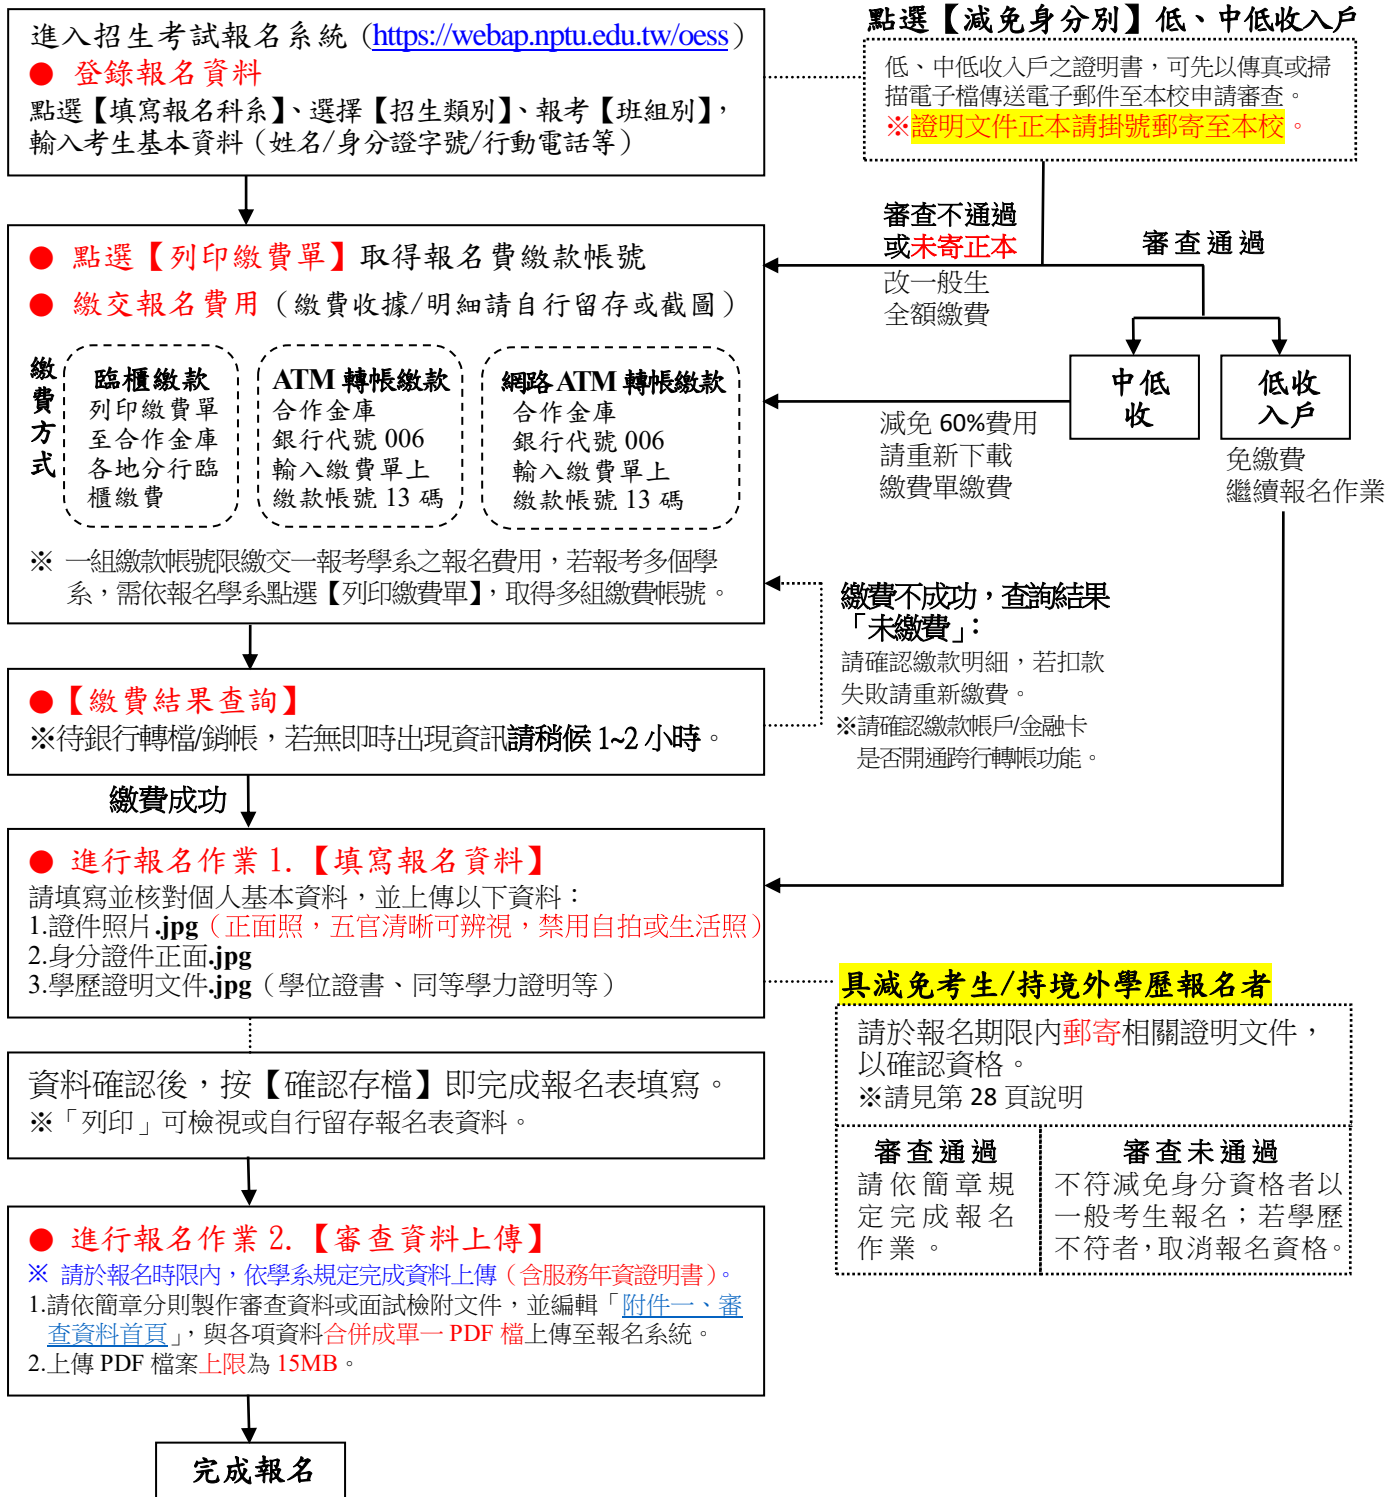 進入招生考試報名系統（https://webap.nptu.edu.tw/oess）
● 登錄報名資料
點選【填寫報名科系】、選擇【招生類別】、報考【班組別】，
輸入考生基本資料（姓名/身分證字號/行動電話等）
點選【減免身分別】低、中低收入戶
低、中低收入戶之證明書，可先以傳真或掃
描電子檔傳送電子郵件至本校申請審查。
※證明文件正本請掛號郵寄至本校。
審查不通過
或未寄正本
改一般生
全額繳費
審查通過
● 點選【列印繳費單】取得報名費繳款帳號
● 繳交報名費用（繳費收據/明細請自行留存或截圖）
繳費方式
臨櫃繳款
列印繳費單
至合作金庫
各地分行臨
櫃繳費
ATM 轉帳繳款
合作金庫
銀行代號 006
輸入繳費單上
繳款帳號 13 碼
網路 ATM 轉帳繳款
合作金庫
銀行代號 006
輸入繳費單上
繳款帳號 13 碼
※ 一組繳款帳號限繳交一報考學系之報名費用，若報考多個學
系，需依報名學系點選【列印繳費單】，取得多組繳費帳號。
中低
收
低收
入戶
減免 60%費用
請重新下載
繳費單繳費
免繳費
繼續報名作業
繳費不成功，查詢結果
「未繳費」：
請確認繳款明細，若扣款
失敗請重新繳費。
※請確認繳款帳戶/金融卡
是否開通跨行轉帳功能。
●【繳費結果查詢】
※待銀行轉檔/銷帳，若無即時出現資訊請稍候 1~2 小時。
繳費成功
● 進行報名作業 1.【填寫報名資料】
請填寫並核對個人基本資料，並上傳以下資料：
1.證件照片.jpg（正面照，五官清晰可辨視，禁用自拍或生活照）
2.身分證件正面.jpg
3.學歷證明文件.jpg（學位證書、同等學力證明等）
具減免考生/持境外學歷報名者
請於報名期限內郵寄相關證明文件，
以確認資格。
※請見第 28 頁說明
審查通過
請依簡章規
定完成報名
作業。
審查未通過
不符減免身分資格者以
一般考生報名；若學歷
不符者，取消報名資格。
資料確認後，按【確認存檔】即完成報名表填寫。
※「列印」可檢視或自行留存報名表資料。
● 進行報名作業 2.【審查資料上傳】
※ 請於報名時限內，依學系規定完成資料上傳（含服務年資證明書）。
1.請依簡章分則製作審查資料或面試檢附文件，並編輯「附件一、審
查資料首頁」，與各項資料合併成單一 PDF 檔上傳至報名系統。
2.上傳 PDF 檔案上限為 15MB。
完成報名